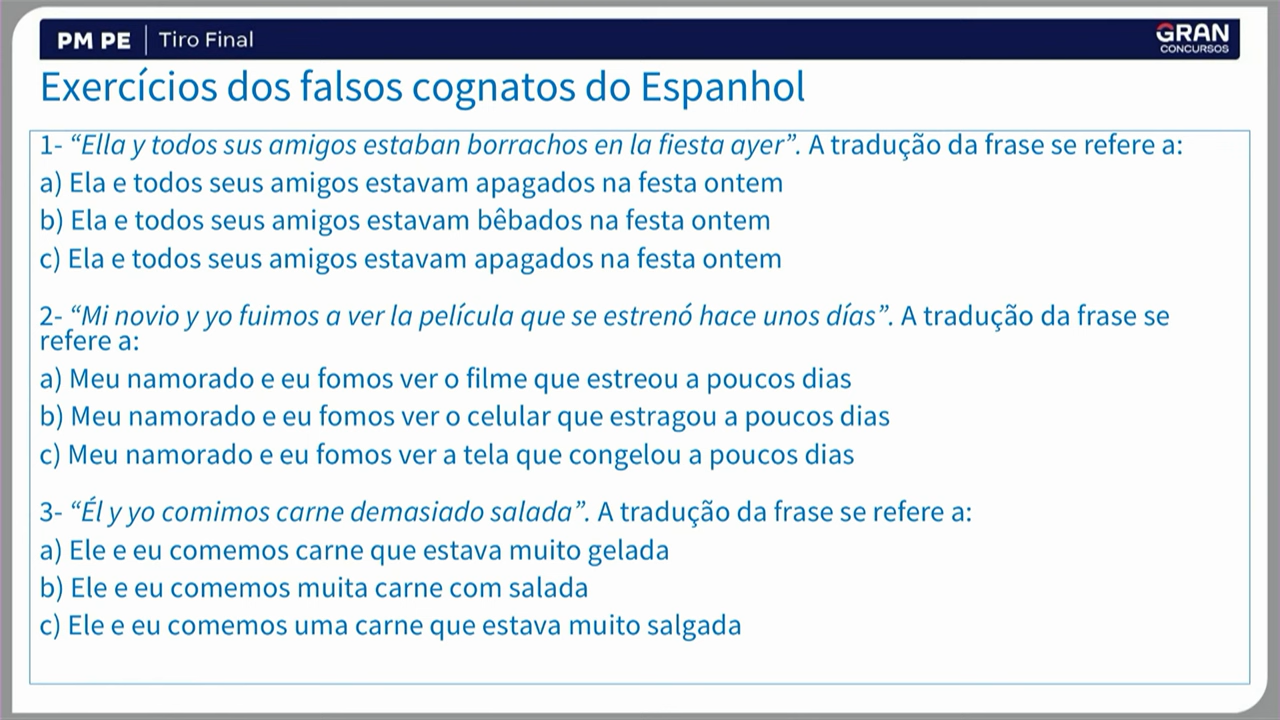 PM PE | Tiro Final
GRAN
CONCURSOS
Exercícios dos falsos cognatos do Espanhol
1- “Ella y todos sus amigos estaban borrachos en la fiesta ayer”. A tradução da frase se refere a:
a) Ela e todos seus amigos estavam apagados na festa ontem
b) Ela e todos seus amigos estavam bêbados na festa ontem
c) Ela e todos seus amigos estavam apagados na festa ontem
2- “Mi novio y yo fuimos a ver la película que se estrenó hace unos días”. A tradução da frase se
refere a:
a) Meu namorado e eu fomos ver o filme que estreou a poucos dias
b) Meu namorado e eu fomos ver o celular que estragou a poucos dias
c) Meu namorado e eu fomos ver a tela que congelou a poucos dias
3- “Él y yo comimos carne demasiado salada”. A tradução da frase se refere a:
a) Ele e eu comemos carne que estava muito gelada
b) Ele e eu comemos muita carne com salada
c) Ele e eu comemos uma carne que estava muito salgada